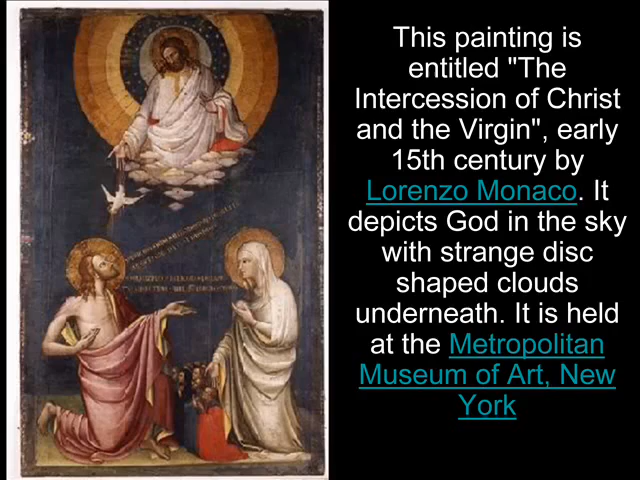 This painting is
entitled "The
Intercession of Christ
and the Virgin", early
15th century by
Lorenzo Monaco. It
depicts God in the sky
with strange disc
shaped clouds
underneath. It is held
at the Metropolitan
Museum of Art, New
York